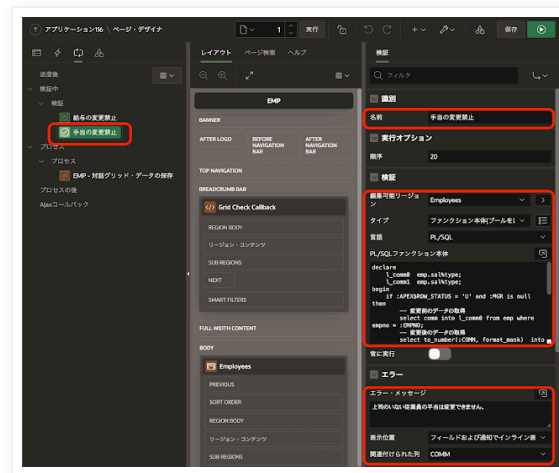 アプリケーション116 \ ページ・デザイナ
1
実行
保存
送信後
検証中
検証
給与の変更禁止
手当の変更禁止
プロセス
プロセス
EMP - 対話グリッド・データの保存
プロセスの後
Ajaxコールバック
レイアウト
ページ検索
ヘルプ
EMP
BANNER
AFTER LOGO
BEFORE NAVIGATION BAR
AFTER NAVIGATION BAR
TOP NAVIGATION
BREADCRUMB BAR
Grid Check Callback
REGION BODY
リージョン・コンテンツ
SUB REGIONS
NEXT
SMART FILTERS
FULL WIDTH CONTENT
BODY
Employees
PREVIOUS
SORT ORDER
REGION BODY
リージョン・コンテンツ
SUB REGIONS
検証
フィルタ
識別
名前
手当の変更禁止
実行オプション
順序
20
検証
編集可能リージョン
Employees
タイプ
ファンクション本体(ブールを
言語
PL/SQL
PL/SQLファンクション本体
declare
l_comm0 emp.sal%type;
l_comm1 emp.sal%type;
begin
if :APEX$ROW_STATUS = 'U' and :MGR is null
then
-- 変更前のデータの取得
select comm into l_comm0 from emp where
empno = :EMPNO;
-- 変更後のデータの取得
select to_number(:COMM, format_mask) into
常に実行
エラー
エラー・メッセージ
上司のいない従業員の手当は変更できません。
表示位置
フィールドおよび通知でインライン表
関連付けられた列
COMM